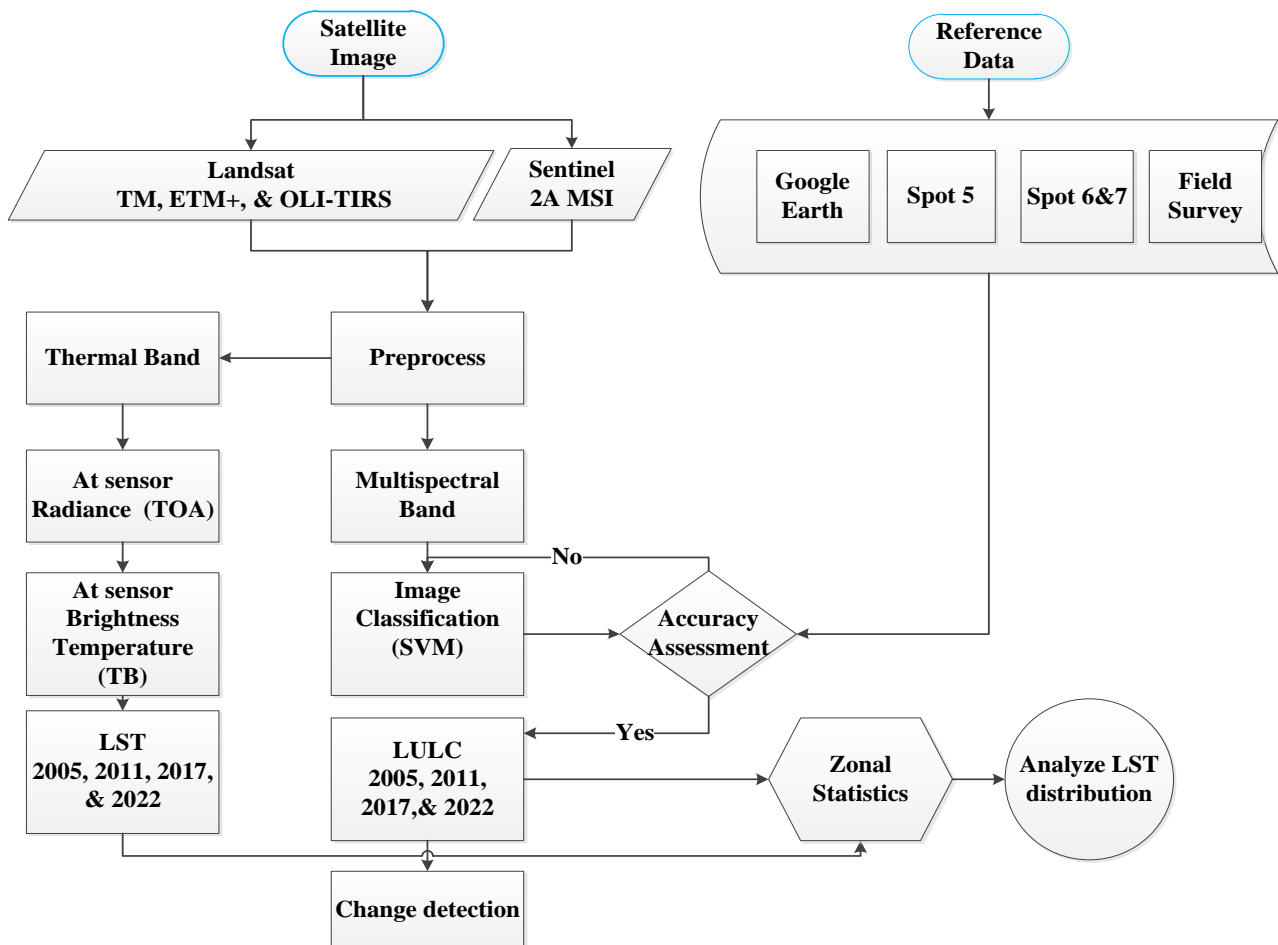 Satellite
Image
Reference
Data
Landsat
TM, ETM+, & OLI-TIRS
Sentinel
2A MSI
Google
Earth
Spot 5
Spot 6&7
Field
Survey
Thermal Band
Preprocess
At sensor
Radiance (TOA)
Multispectral
Band
No
At sensor
Brightness
Temperature
(TB)
Image
Classification
(SVM)
Accuracy
Assessment
Yes
LST
2005, 2011, 2017,
& 2022
LULC
2005, 2011,
2017,& 2022
Zonal
Statistics
Analyze LST
distribution
Change detection